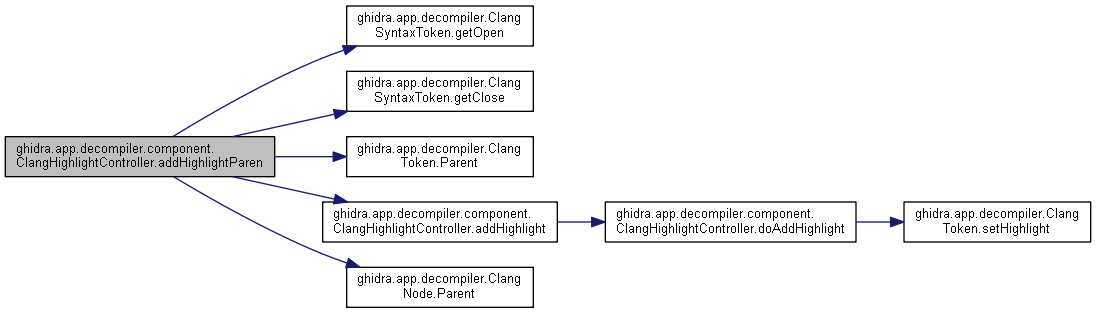 ghidra.app.decompiler.Clang
SyntaxToken.getOpen
ghidra.app.decompiler.Clang
SyntaxToken.getClose
ghidra.app.decompiler.component.
ClangHighlightController.addHighlightParen
ghidra.app.decompiler.Clang
Token.Parent
ghidra.app.decompiler.component.
ClangHighlightController.addHighlight
ghidra.app.decompiler.component.
ClangHighlightController.doAddHighlight
ghidra.app.decompiler.Clang
Token.setHighlight
ghidra.app.decompiler.Clang
Node.Parent